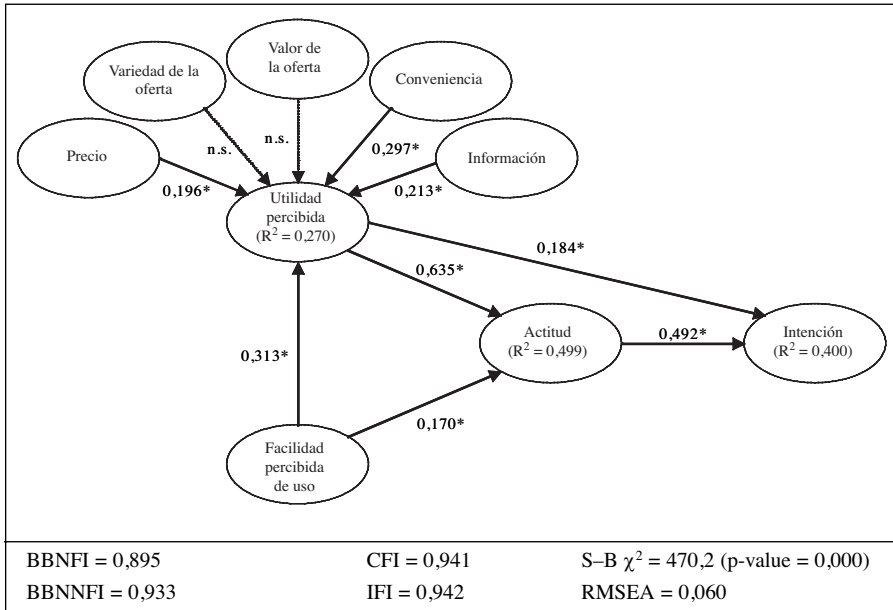 Valor de
la oferta
Variedad de la
oferta
Conveniencia
Precio
n.s.
n.s.
0,297*
Información
0,196*
0,213*
Utilidad
percibida
(R² = 0,270)
0,184*
0,635*
Actitud
(R² = 0,499)
0,492*
Intención
(R² = 0,400)
0,313*
0,170*
Facilidad
percibida
de uso
BBNFI = 0,895 CFI = 0,941 S–B χ² = 470,2 (p-value = 0,000)
BBNNFI = 0,933 IFI = 0,942 RMSEA = 0,060